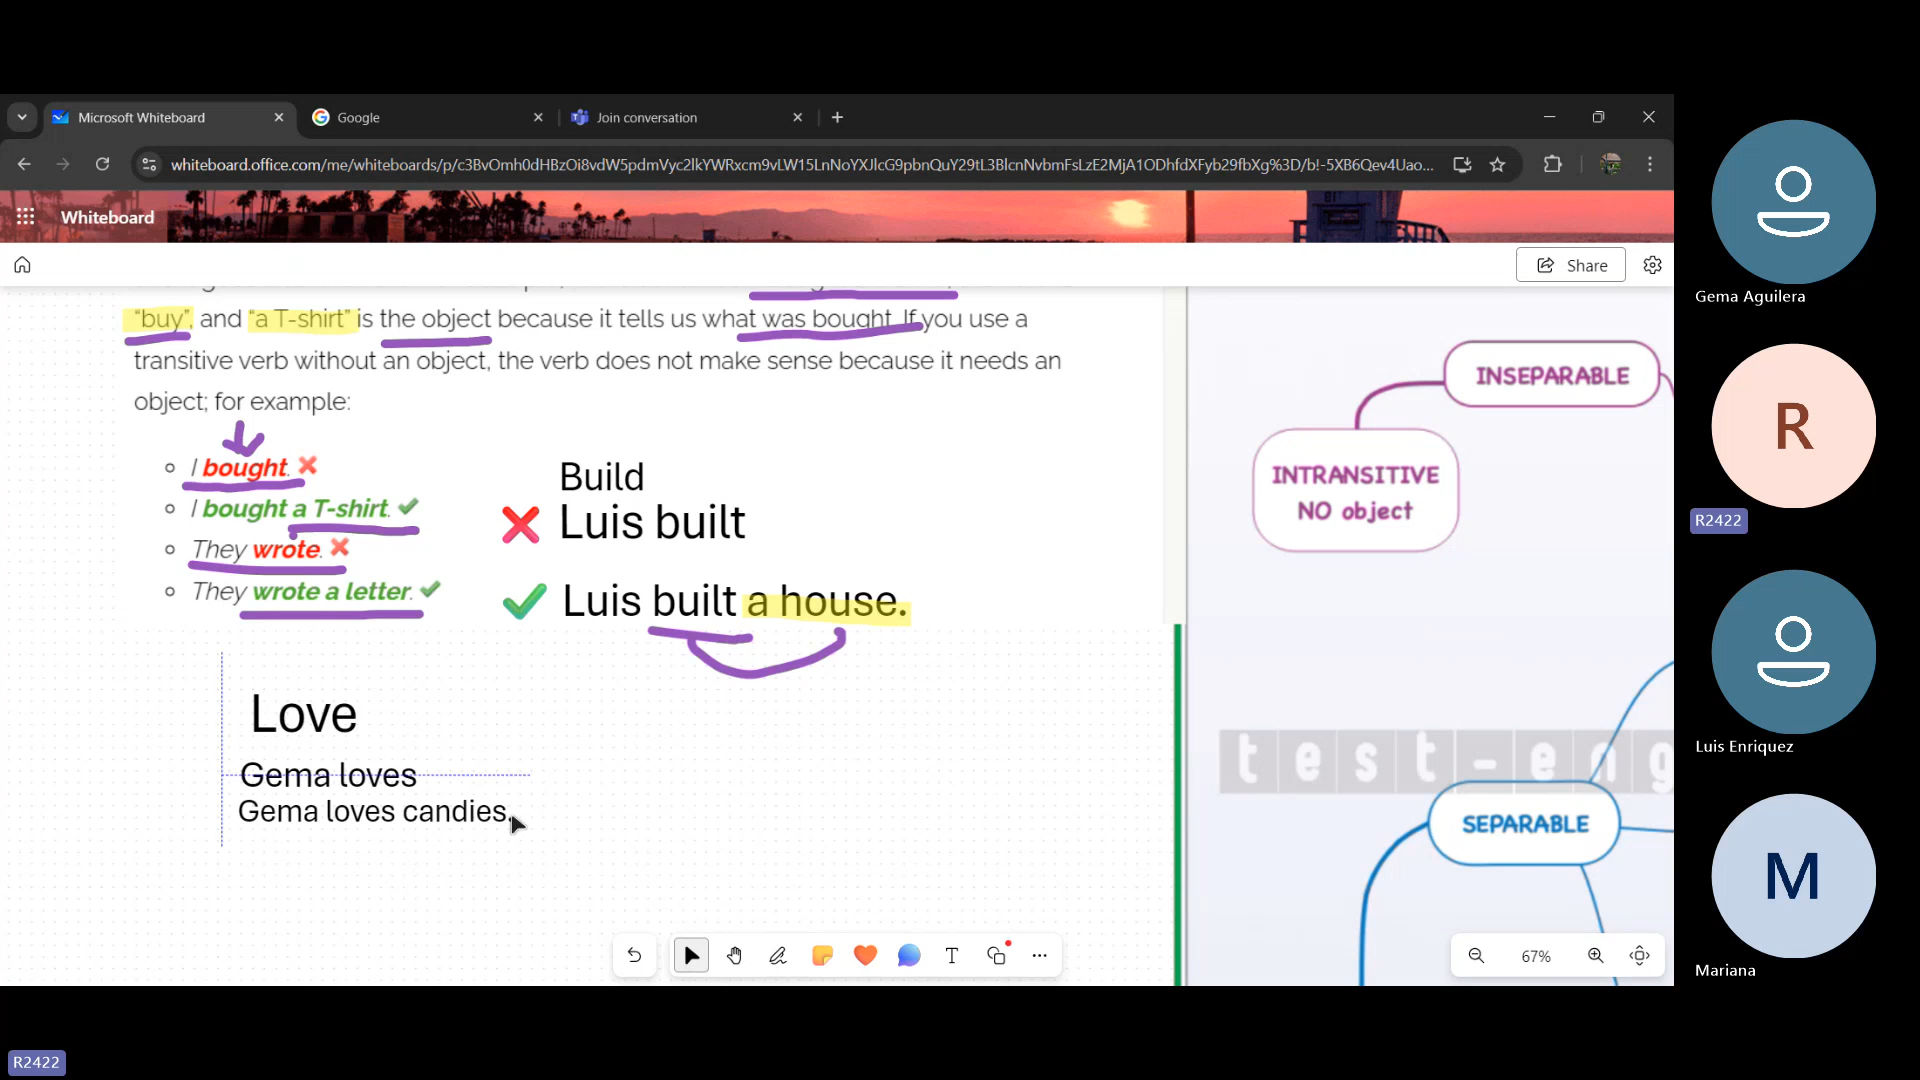 Microsoft Whiteboard
Google
Join conversation
whiteboard.office.com/me/whiteboards/p/c3BvOmh0dHBzOi8vdW5pdmVyc2lkYWRxcm9vLW15LnNoYXJlcG9pbnQuY29tL3BlcnNvbmFsLzE2MjA1ODhfdXFyb29fbXg%3D/b!-5XB6Qev4Uao...
Whiteboard
Share
"buy", and "a T-shirt" is the object because it tells us what was bought. If you use a
transitive verb without an object, the verb does not make sense because it needs an
object; for example:
I bought. ❌
I bought a T-shirt. ✔
They wrote. ❌
They wrote a letter. ✔
Build
❌ Luis built
✔ Luis built a house.
Love
Gema loves
Gema loves candies.
INSEPARABLE
INTRANSITIVE
NO object
test-eng
SEPARABLE
67%
Gema Aguilera
R
R2422
Luis Enriquez
M
Mariana
R2422